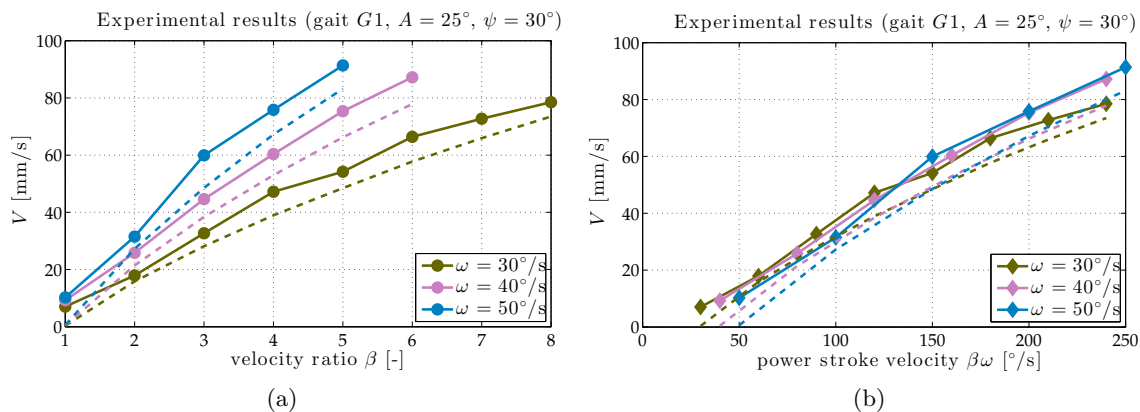 Experimental results (gait G1, A = 25°, ψ = 30°)
100
80
60
40
20
0
V [mm/s]
1 2 3 4 5 6 7 8
velocity ratio β [-]
ω = 30°/s
ω = 40°/s
ω = 50°/s
(a)
Experimental results (gait G1, A = 25°, ψ = 30°)
100
80
60
40
20
0
V [mm/s]
0 50 100 150 200 250
power stroke velocity βω [°/s]
ω = 30°/s
ω = 40°/s
ω = 50°/s
(b)